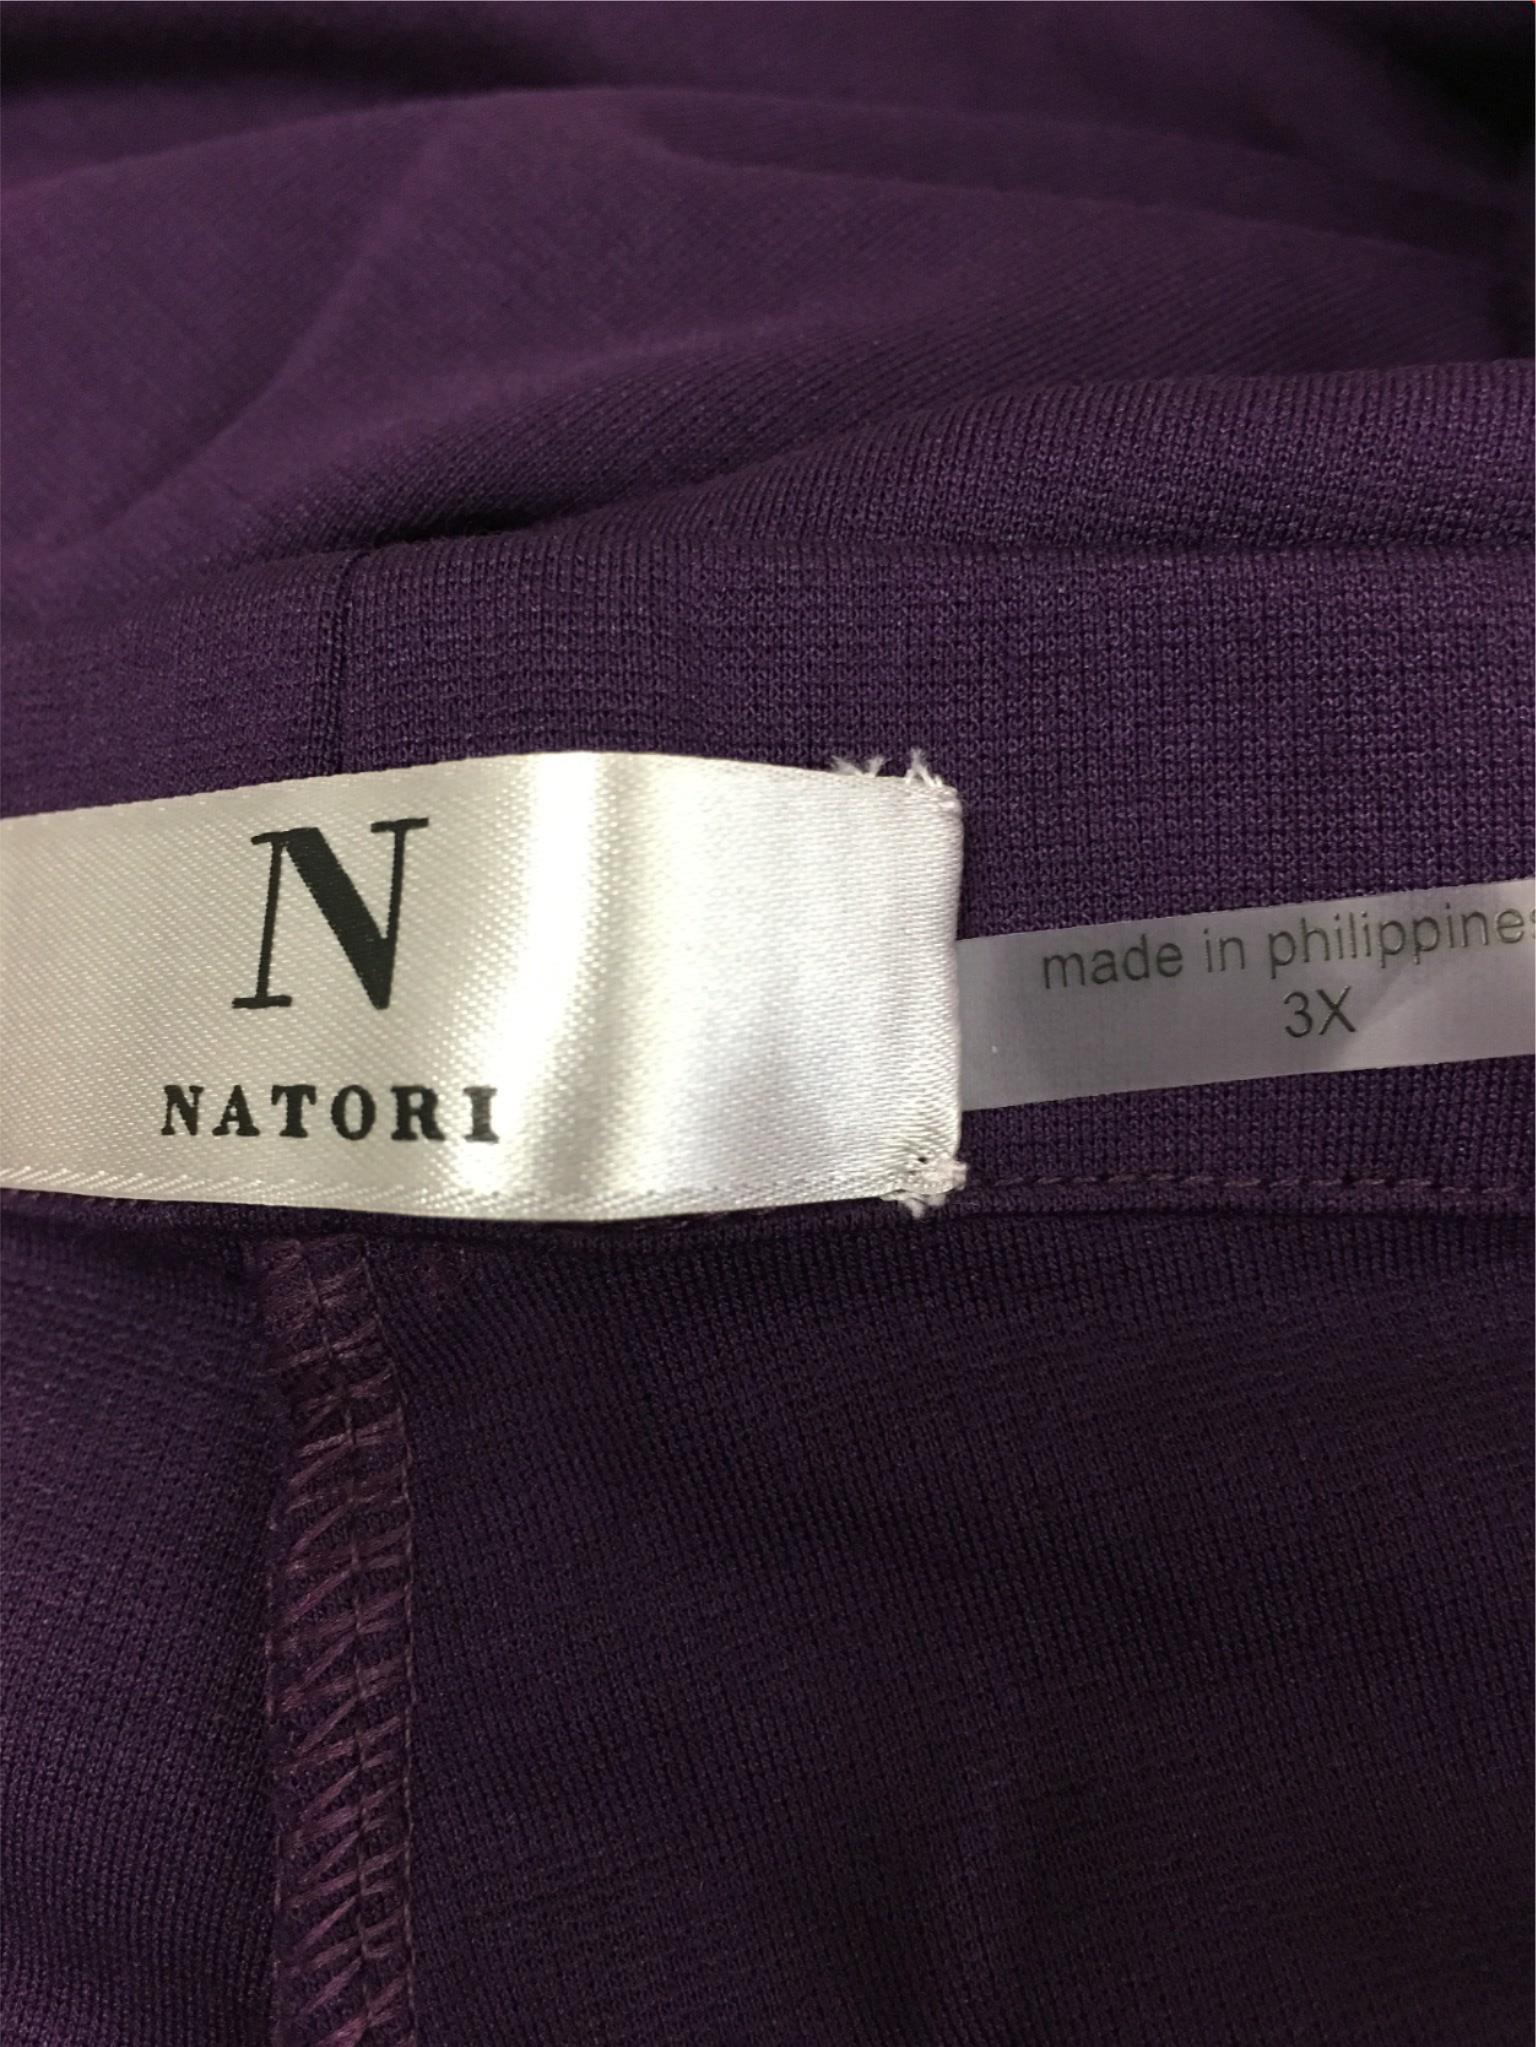 N
NATORI
made in philippines
3X